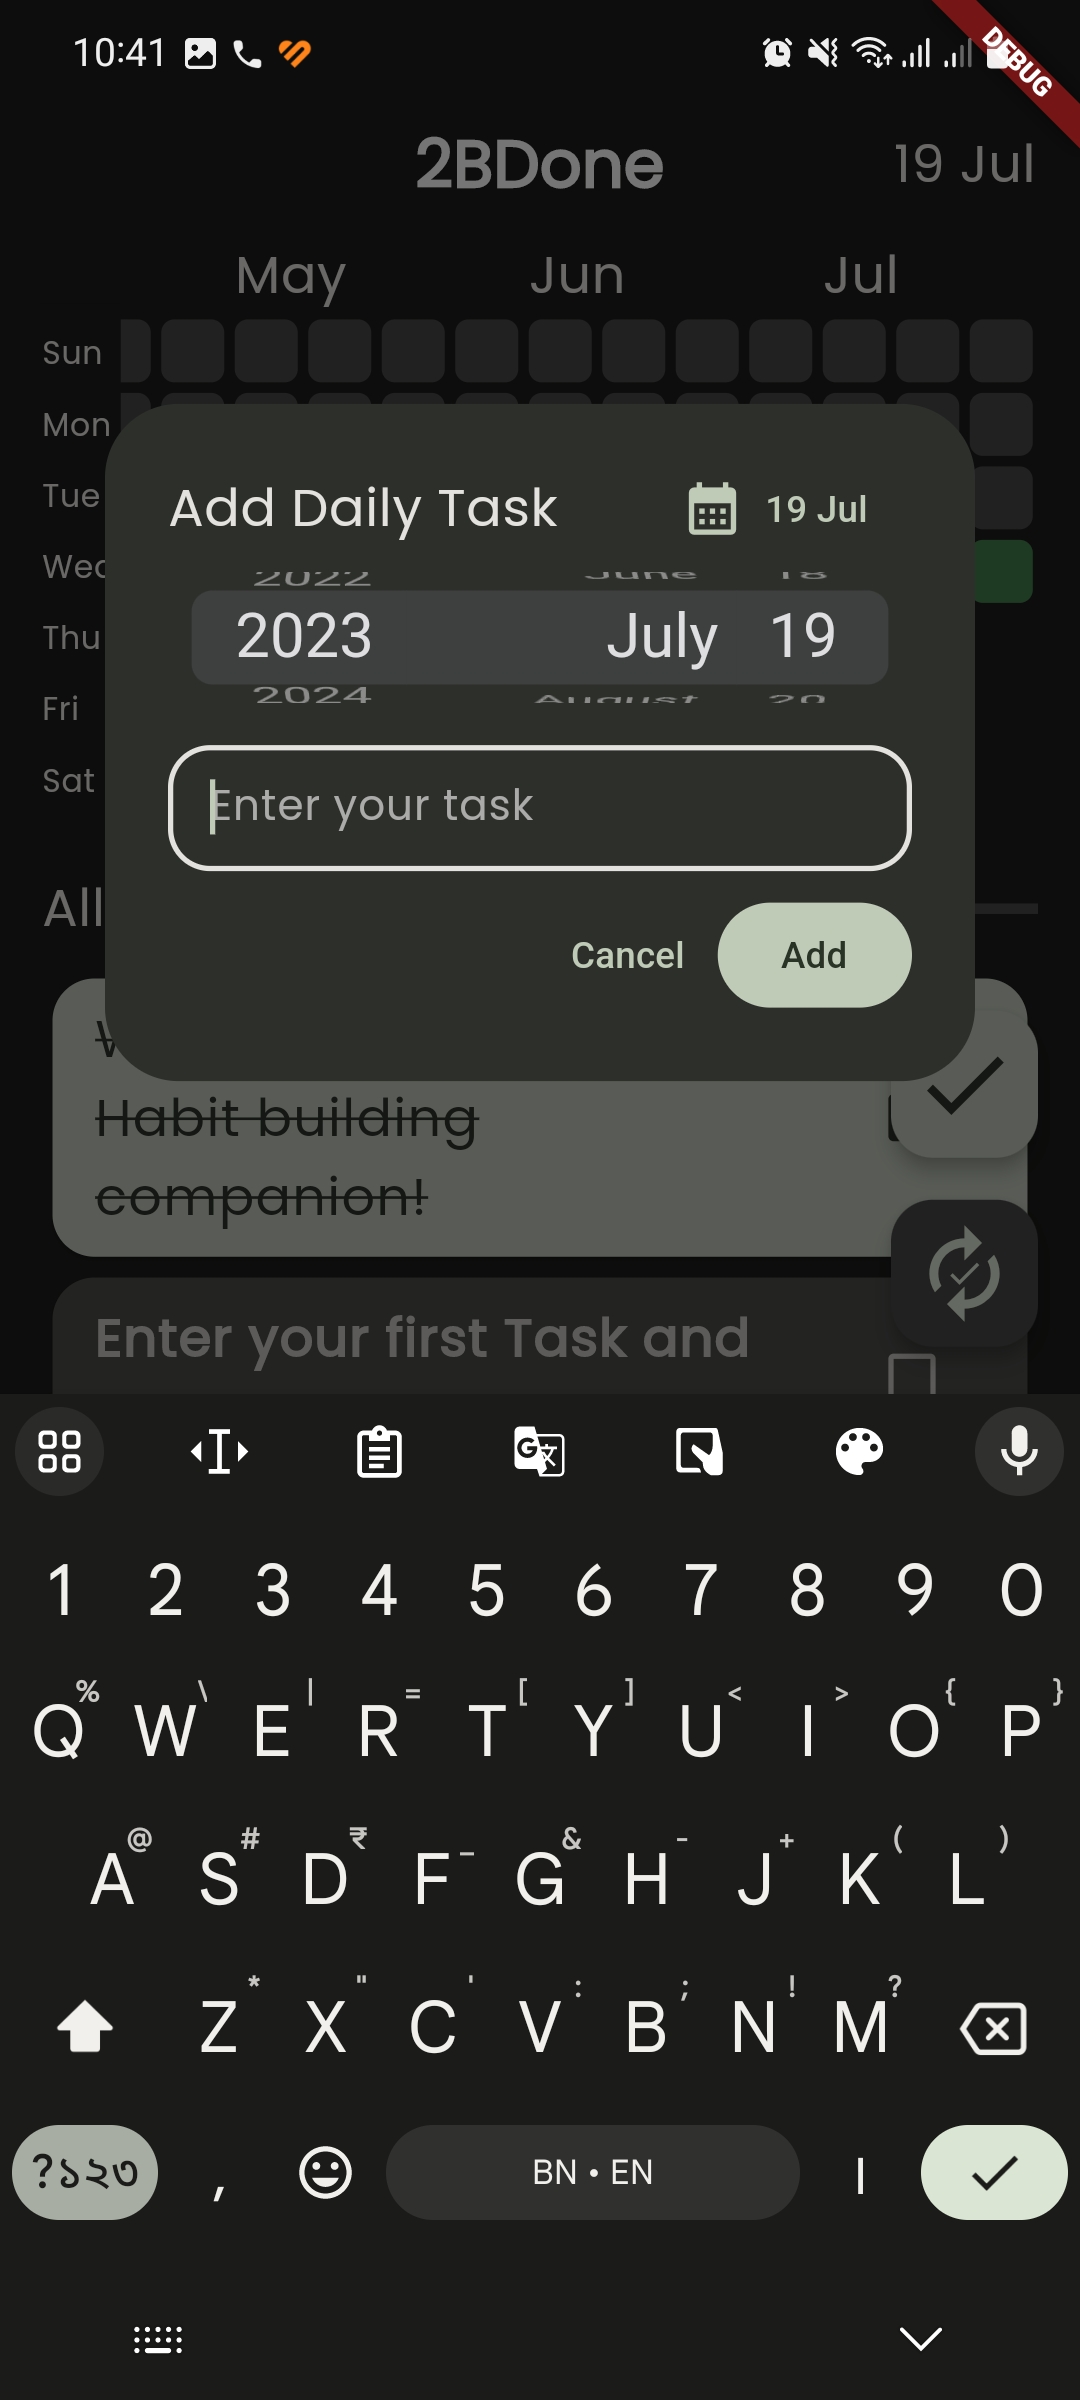 10:41
DEBUG
2BDone
19 Jul
May Jun Jul
Sun
Mon
Tue
Wed
Thu
Fri
Sat
Add Daily Task
19 Jul
2022 June 18
2023 July 19
2024 August 20
Enter your task
Cancel Add
All
Habit building
companion!
Enter your first Task and
1 2 3 4 5 6 7 8 9 0
% \ | = [ ] < > { }
Q W E R T Y U I O P
@ # ₹ _ & - + ( )
A S D F G H J K L
* " ' : ; ! ?
Z X C V B N M
?১২৩ , BN • EN |